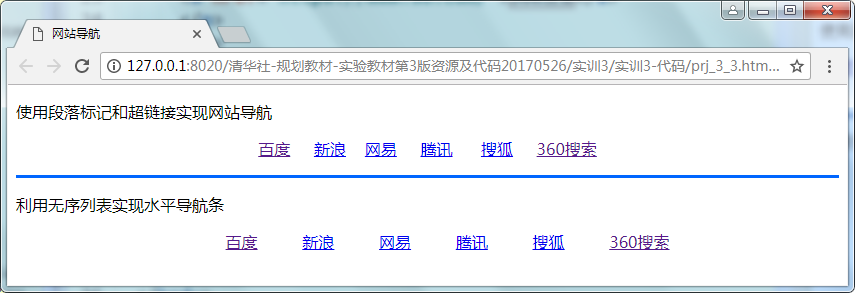 网站导航
127.0.0.1:8020/清华社-规划教材-实验教材第3版资源及代码20170526/实训3/实训3-代码/prj_3_3.htm...
使用段落标记和超链接实现网站导航
百度 新浪 网易 腾讯 搜狐 360搜索
利用无序列表实现水平导航条
百度 新浪 网易 腾讯 搜狐 360搜索